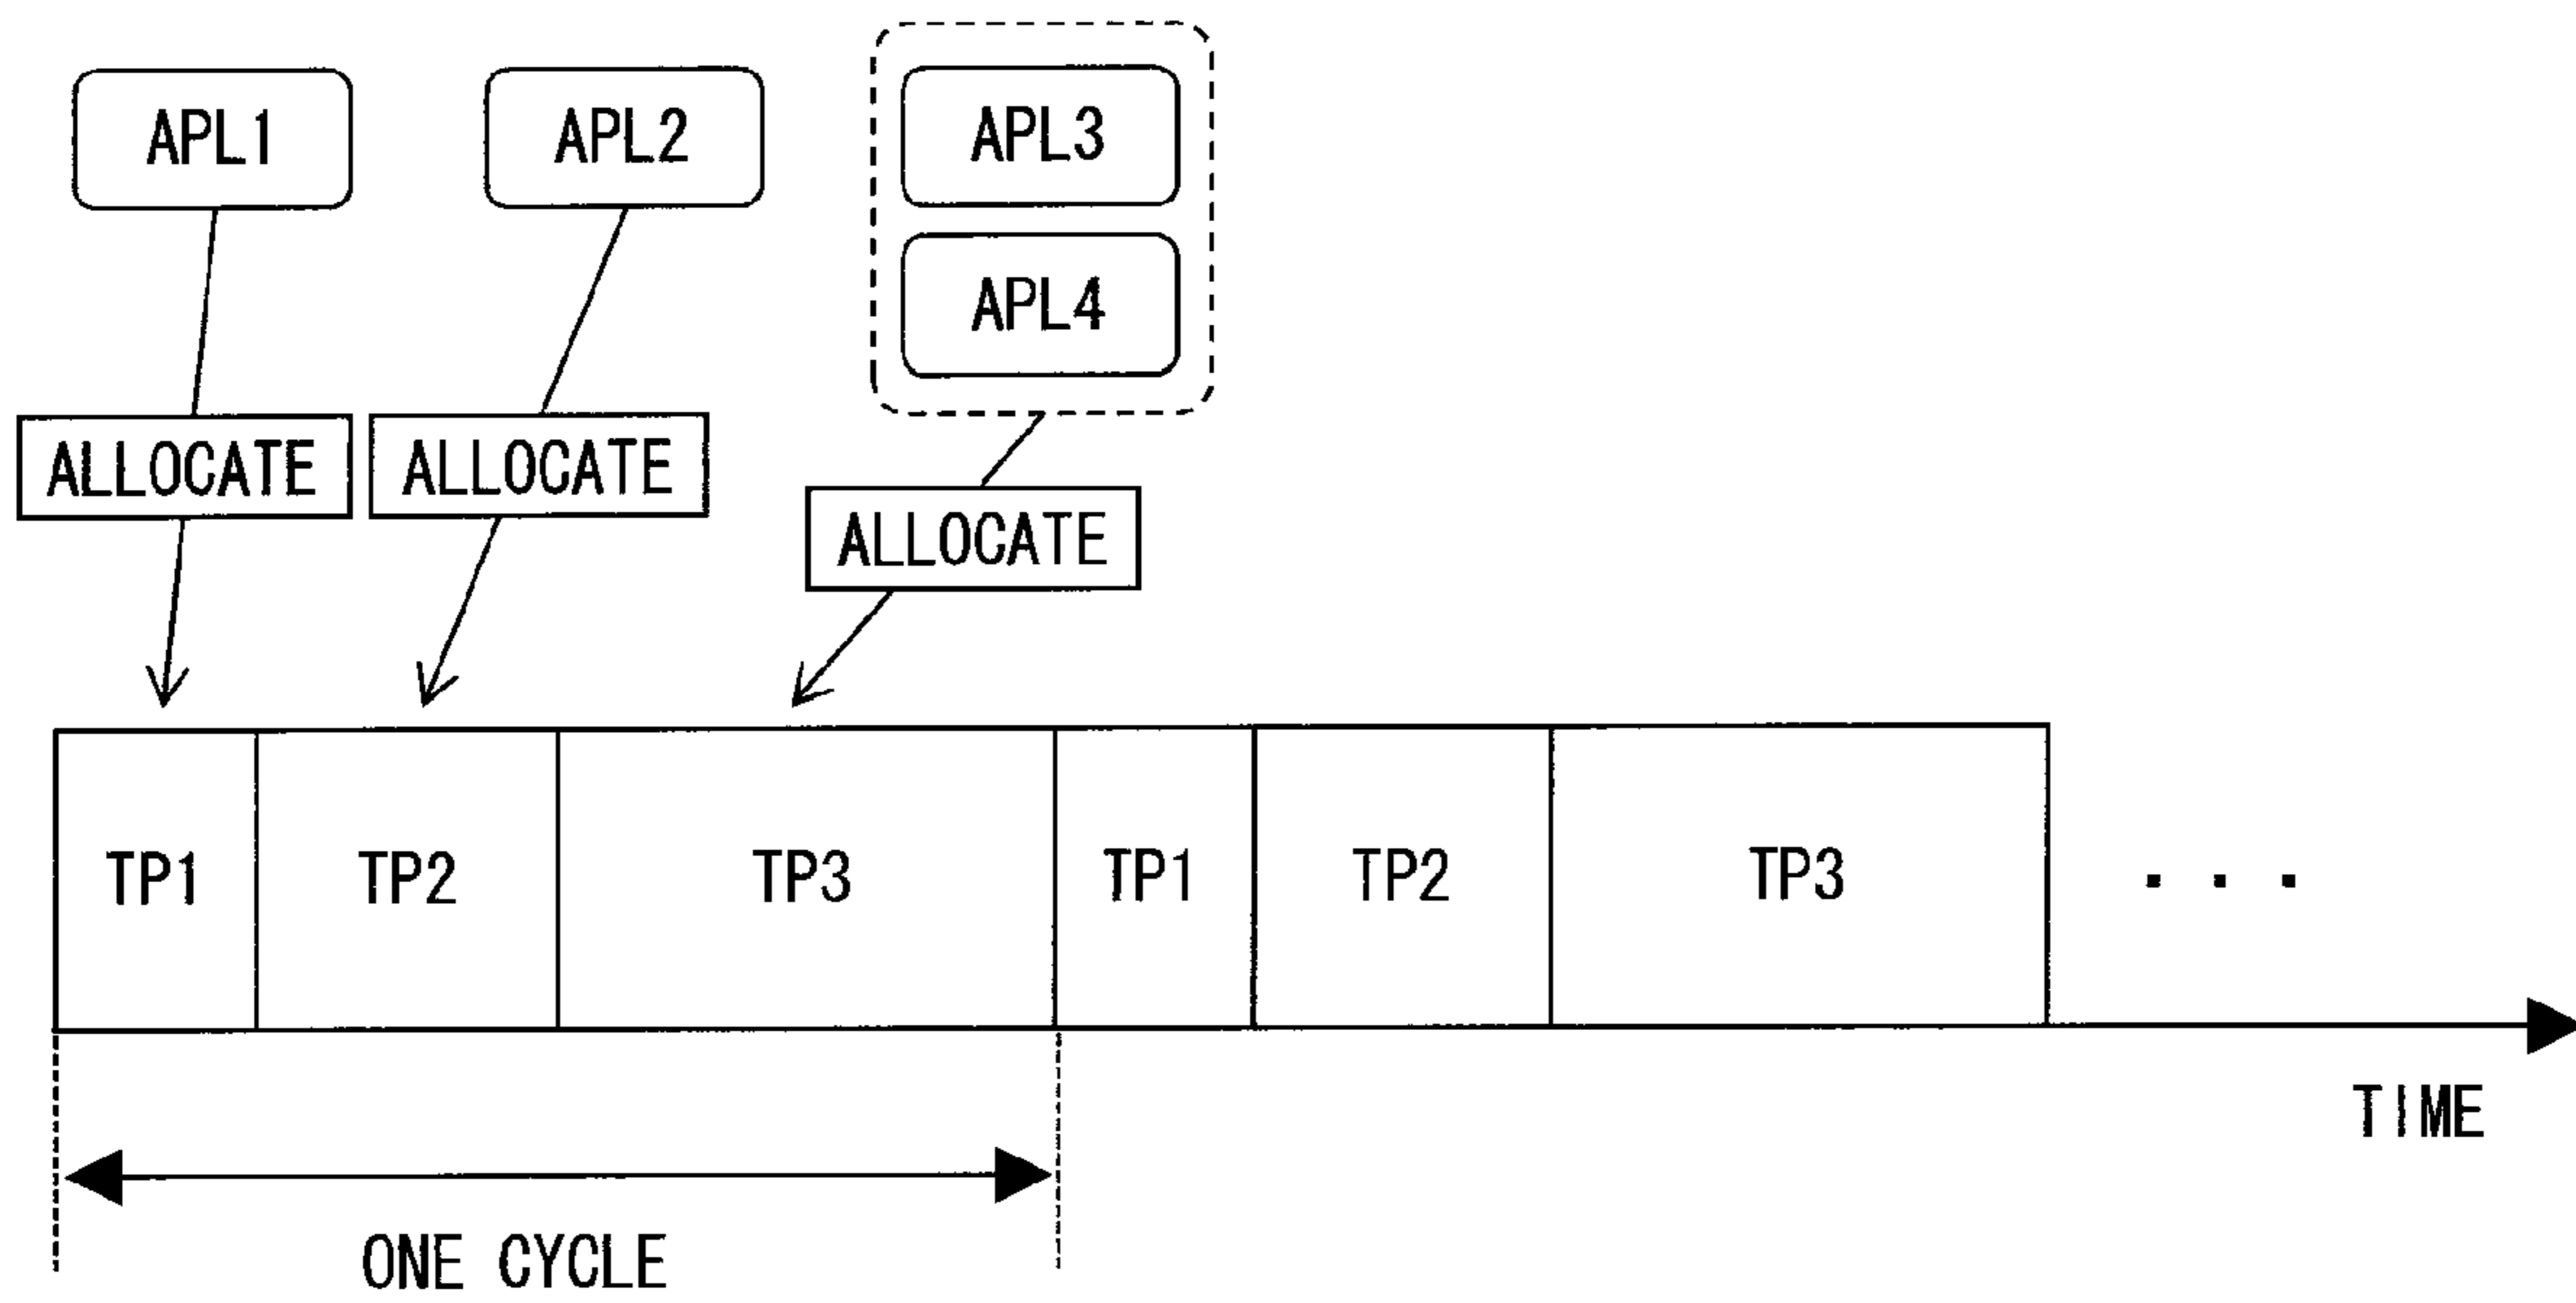 APL1
APL2
APL3
APL4
ALLOCATE
ALLOCATE
ALLOCATE
TP1
TP2
TP3
TP1
TP2
TP3
. . .
TIME
ONE CYCLE